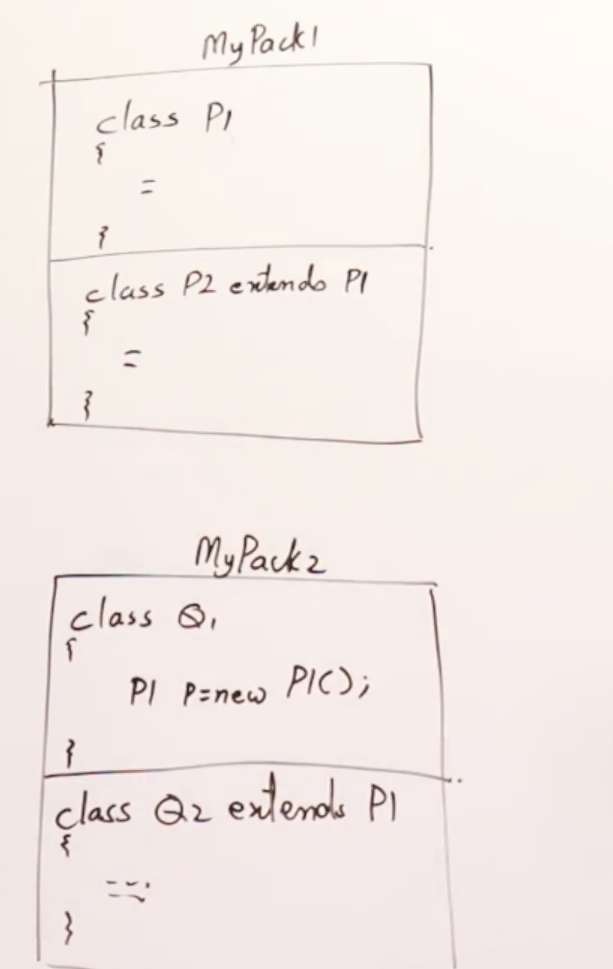 MyPack1
class P1
{
=
}
class P2 extends P1
{
=
}
MyPack2
class Q1
{
P1 p=new P1();
}
class Q2 extends P1
{
}